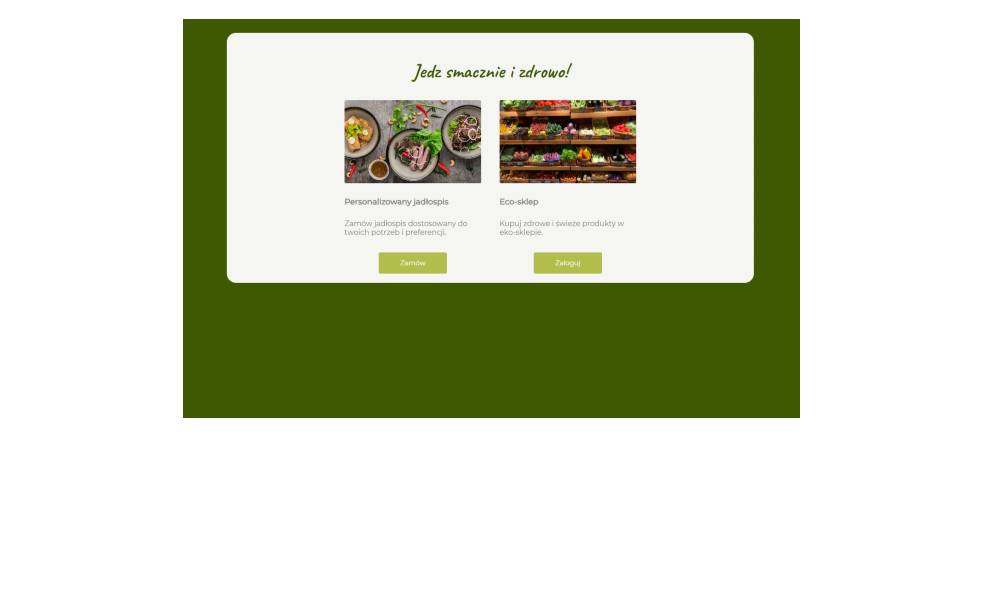 Jedz smacznie i zdrowo!
Personalizowany jadłospis
Zamów jadłospis dostosowany do
twoich potrzeb i preferencji.
Zamów
Eco-sklep
Kupuj zdrowe i świeże produkty w
eko-sklepie.
Zaloguj